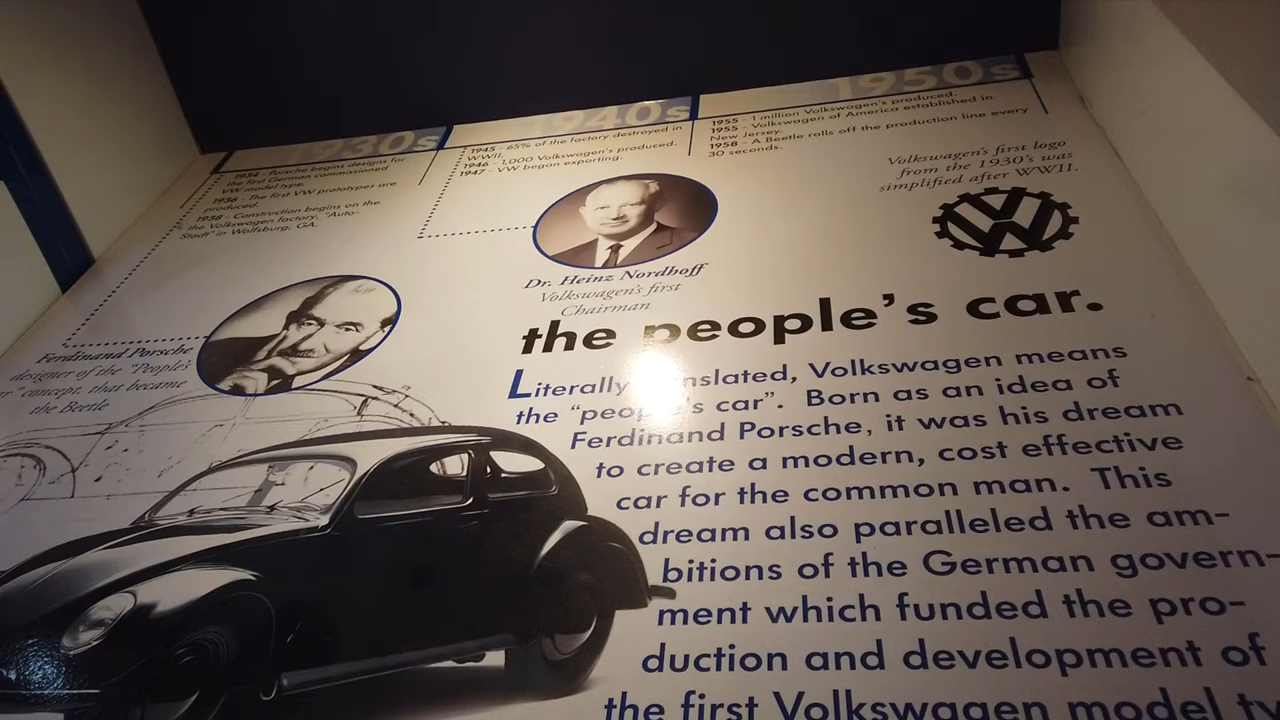 1930s
1934 - Porsche begins designs for
the first German commissioned
VW model type.
1936 - The first VW prototypes are
produced.
1938 - Construction begins on the
the Volkswagen factory, "Auto-
Stadt" in Wolfsburg, GA.
1940s
1945 - 65% of the factory destroyed in
WWII.
1946 - 1,000 Volkswagen's produced.
1947 - VW began exporting.
1950s
1955 - 1 million Volkswagen's produced.
1955 - Volkswagen of America established in
New Jersey.
1958 - A Beetle rolls off the production line every
30 seconds.
Volkswagen's first logo
from the 1930's was
simplified after WWII.
VW
Dr. Heinz Nordhoff
Volkswagen's first
Chairman
Ferdinand Porsche
designer of the "People's
concept, that became
the Beetle
the people's car.
Literally translated, Volkswagen means
the "people's car". Born as an idea of
Ferdinand Porsche, it was his dream
to create a modern, cost effective
car for the common man. This
dream also paralleled the am-
bitions of the German govern-
ment which funded the pro-
duction and development of
the first Volkswagen model